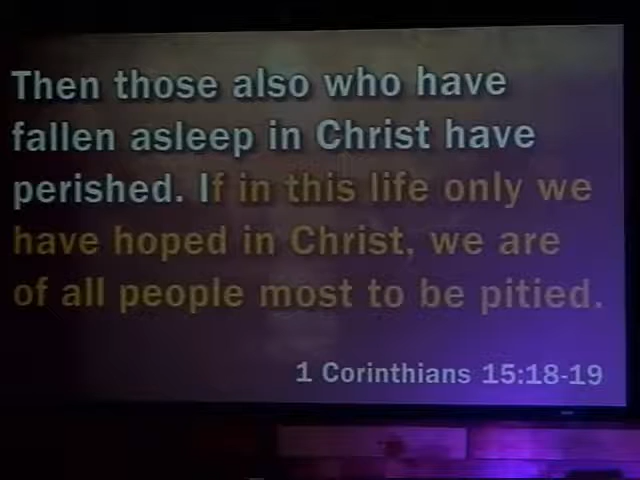 Then those also who have
fallen asleep in Christ have
perished. If in this life only we
have hoped in Christ, we are
of all people most to be pitied.
1 Corinthians 15:18-19